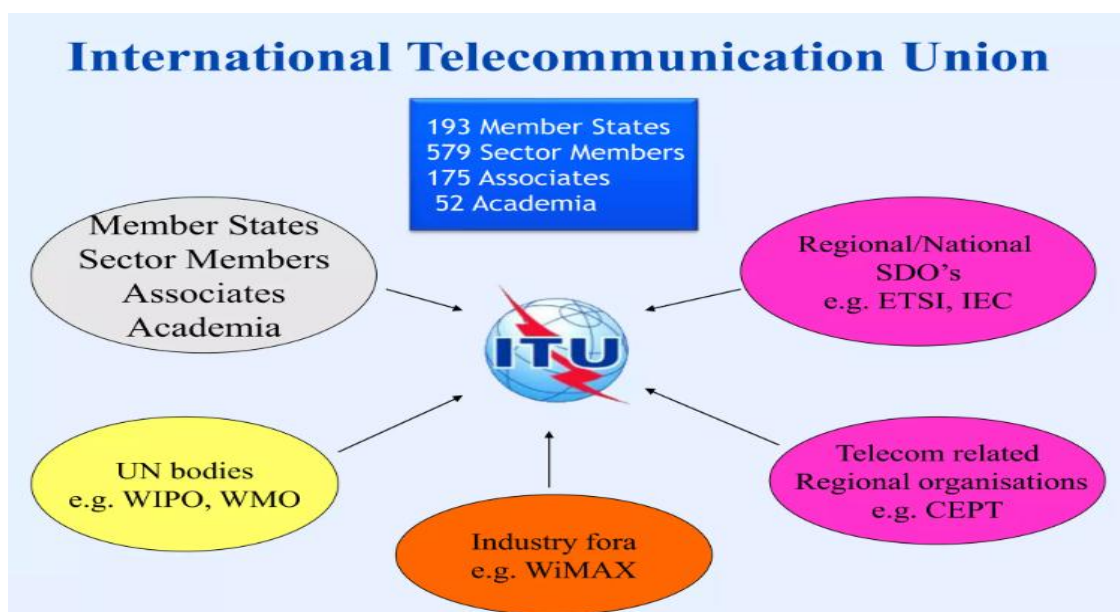 International Telecommunication Union
193 Member States
579 Sector Members
175 Associates
52 Academia
Member States
Sector Members
Associates
Academia
Regional/National
SDO's
e.g. ETSI, IEC
ITU
UN bodies
e.g. WIPO, WMO
Telecom related
Regional organisations
e.g. CEPT
Industry fora
e.g. WiMAX